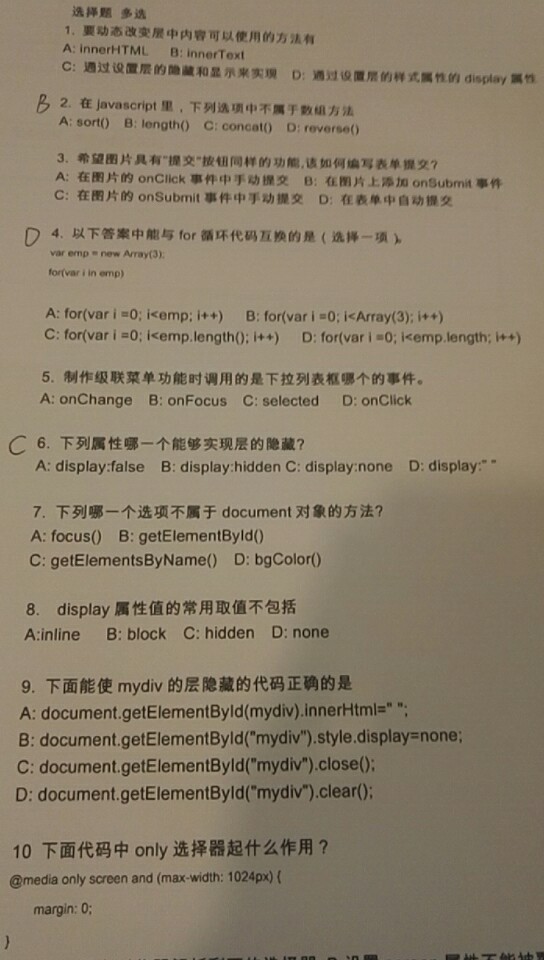 选择题 多选
1. 要动态改变层中内容可以使用的方法有
A: innerHTML B: innerText
C: 通过设置层的隐藏和显示来实现 D: 通过设置层的样式属性的 display 属性
B 2. 在 javascript 里，下列选项中不属于数组方法
A: sort() B: length() C: concat() D: reverse()
3. 希望图片具有"提交"按钮同样的功能,该如何编写表单提交?
A: 在图片的 onClick 事件中手动提交 B: 在图片上添加 onSubmit 事件
C: 在图片的 onSubmit 事件中手动提交 D: 在表单中自动提交
D 4. 以下答案中能与 for 循环代码互换的是 ( 选择一项 )。
var emp = new Array(3);
for(var i in emp)
A: for(var i =0; i<emp; i++) B: for(var i =0; i<Array(3); i++)
C: for(var i =0; i<emp.length(); i++) D: for(var i =0; i<emp.length; i++)
5. 制作级联菜单功能时调用的是下拉列表框哪个的事件。
A: onChange B: onFocus C: selected D: onClick
C 6. 下列属性哪一个能够实现层的隐藏?
A: display:false B: display:hidden C: display:none D: display:" "
7. 下列哪一个选项不属于 document 对象的方法?
A: focus() B: getElementById()
C: getElementsByName() D: bgColor()
8. display 属性值的常用取值不包括
A:inline B: block C: hidden D: none
9. 下面能使 mydiv 的层隐藏的代码正确的是
A: document.getElementById(mydiv).innerHtml=" ";
B: document.getElementById("mydiv").style.display=none;
C: document.getElementById("mydiv").close();
D: document.getElementById("mydiv").clear();
10 下面代码中 only 选择器起什么作用？
@media only screen and (max-width: 1024px) {
margin: 0;
}